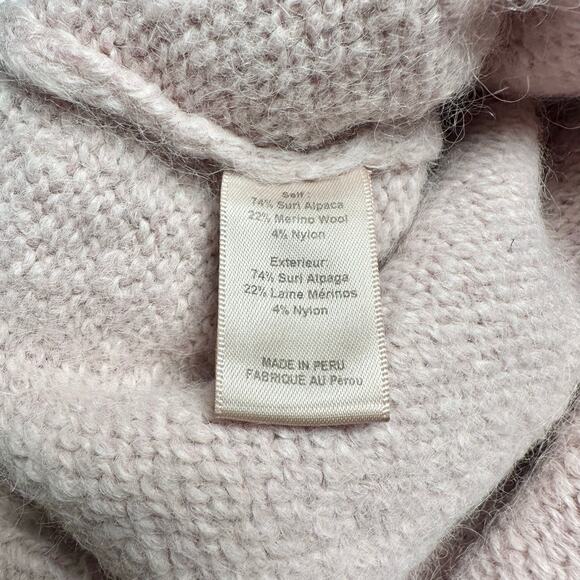 Self:
74% Suri Alpaca
22% Merino Wool
4% Nylon
Exterieur:
74% Suri Alpaga
22% Laine Mérinos
4% Nylon
MADE IN PERU
FABRIQUE AU Perou